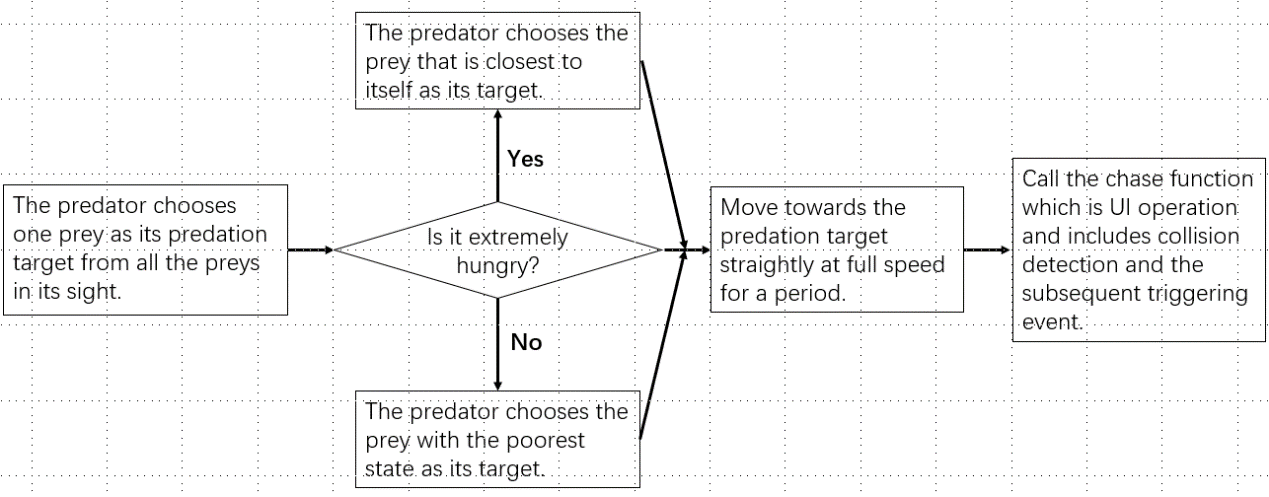 The predator chooses
one prey as its predation
target from all the preys
in its sight.
The predator chooses the
prey that is closest to
itself as its target.
Yes
Is it extremely
hungry?
No
The predator chooses the
prey with the poorest
state as its target.
Move towards the
predation target
straightly at full speed
for a period.
Call the chase function
which is UI operation
and includes collision
detection and the
subsequent triggering
event.